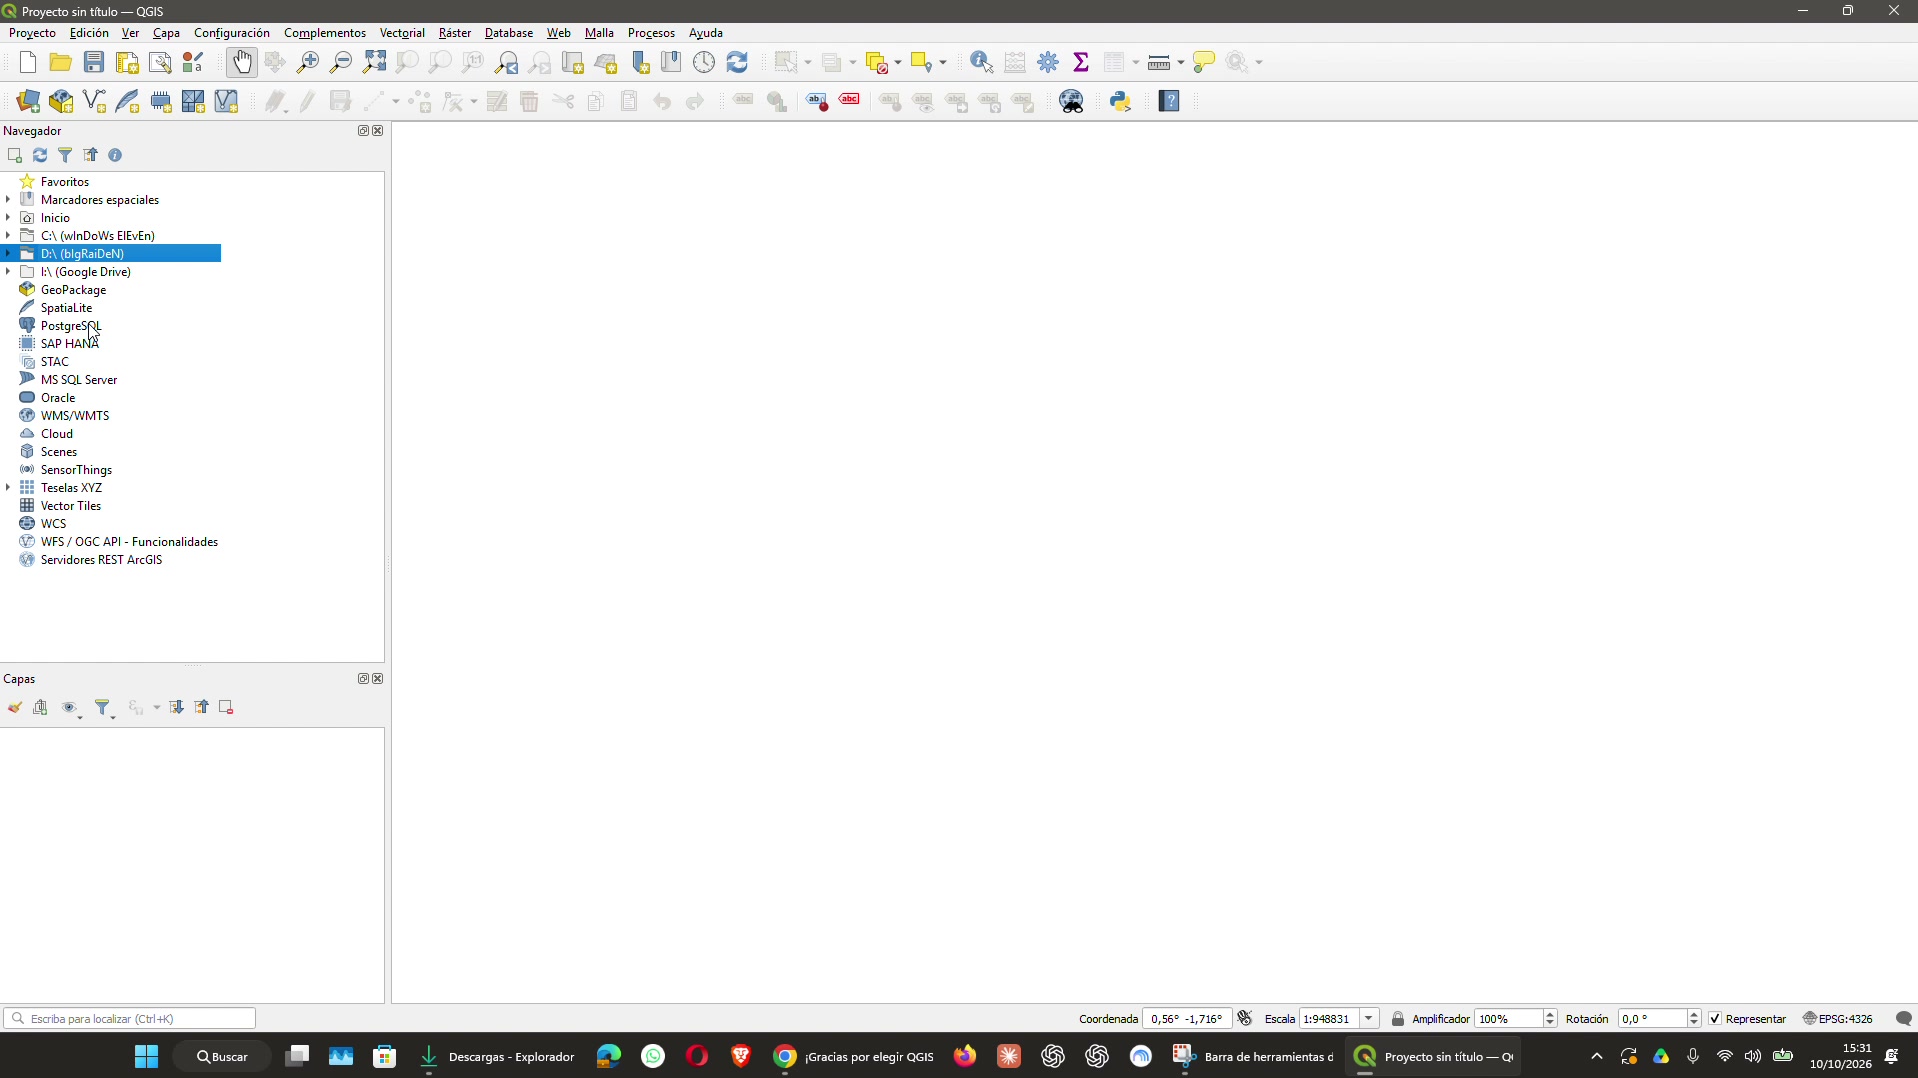 Proyecto sin título — QGIS
Proyecto Edición Ver Capa Configuración Complementos Vectorial Ráster Database Web Malla Procesos Ayuda
abc ab abc
Navegador
Favoritos
Marcadores espaciales
Inicio
C:\ (wInDoWs ElEvEn)
D:\ (bIgRaiDeN)
I:\ (Google Drive)
GeoPackage
SpatiaLite
PostgreSQL
SAP HANA
STAC
MS SQL Server
Oracle
WMS/WMTS
Cloud
Scenes
SensorThings
Teselas XYZ
Vector Tiles
WCS
WFS / OGC API - Funcionalidades
Servidores REST ArcGIS
Capas
Escriba para localizar (Ctrl+K)
Coordenada 0,56° -1,716° Escala 1:948831 Amplificador 100% Rotación 0,0 ° Representar EPSG:4326
Buscar Descargas - Explorador ¡Gracias por elegir QGIS Barra de herramientas d Proyecto sin título — Q
15:31
10/10/2026